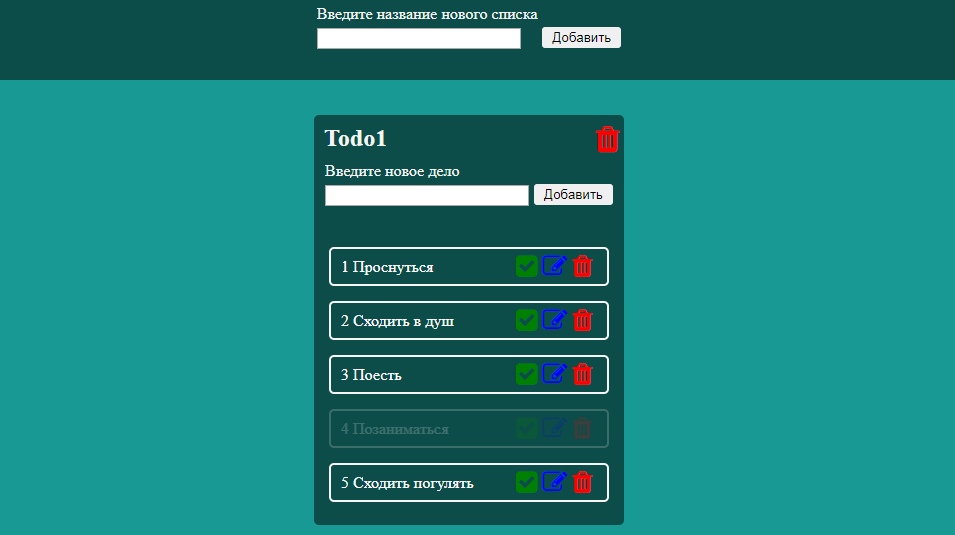 Введите название нового списка
Добавить
Todo1
Введите новое дело
Добавить
1 Проснуться
2 Сходить в душ
3 Поесть
4 Позаниматься
5 Сходить погулять